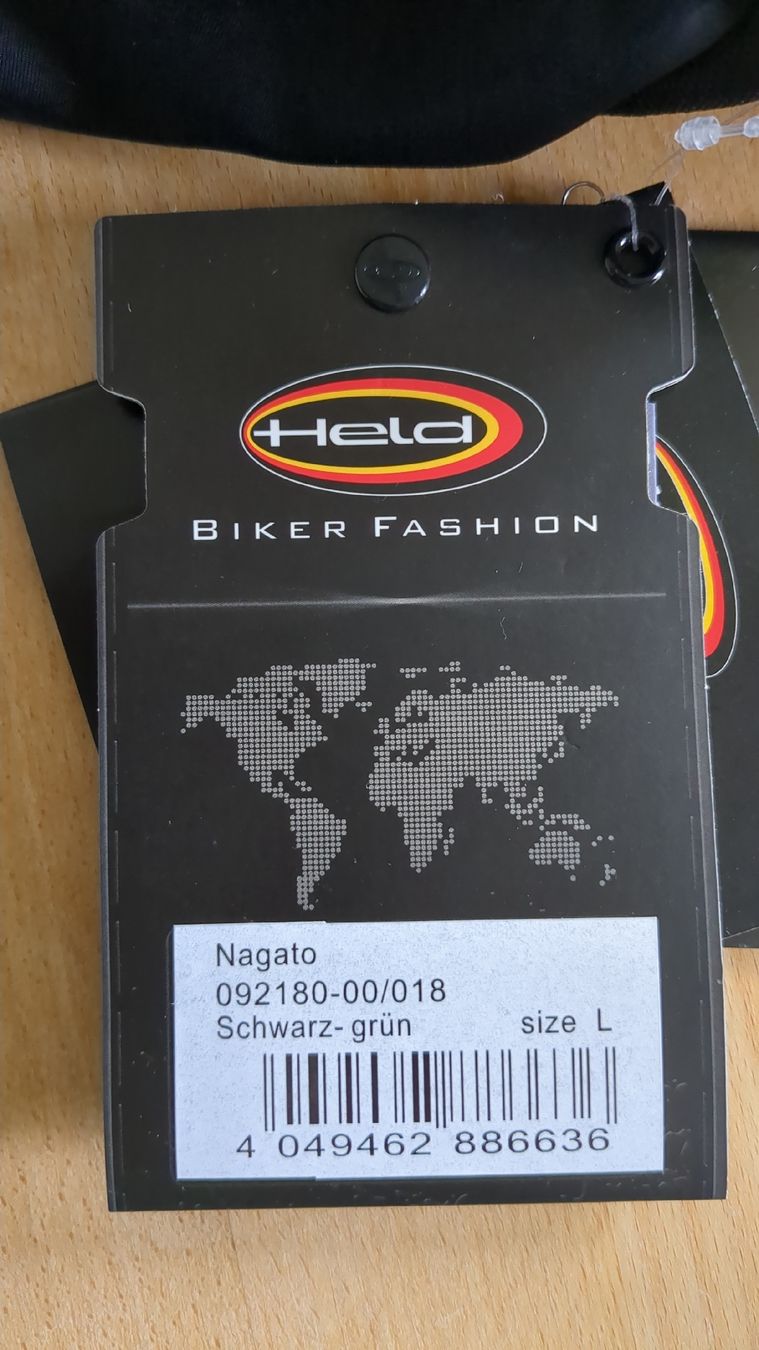 Held
BIKER FASHION
Nagato
092180-00/018
Schwarz- grün size L
4 049462 886636